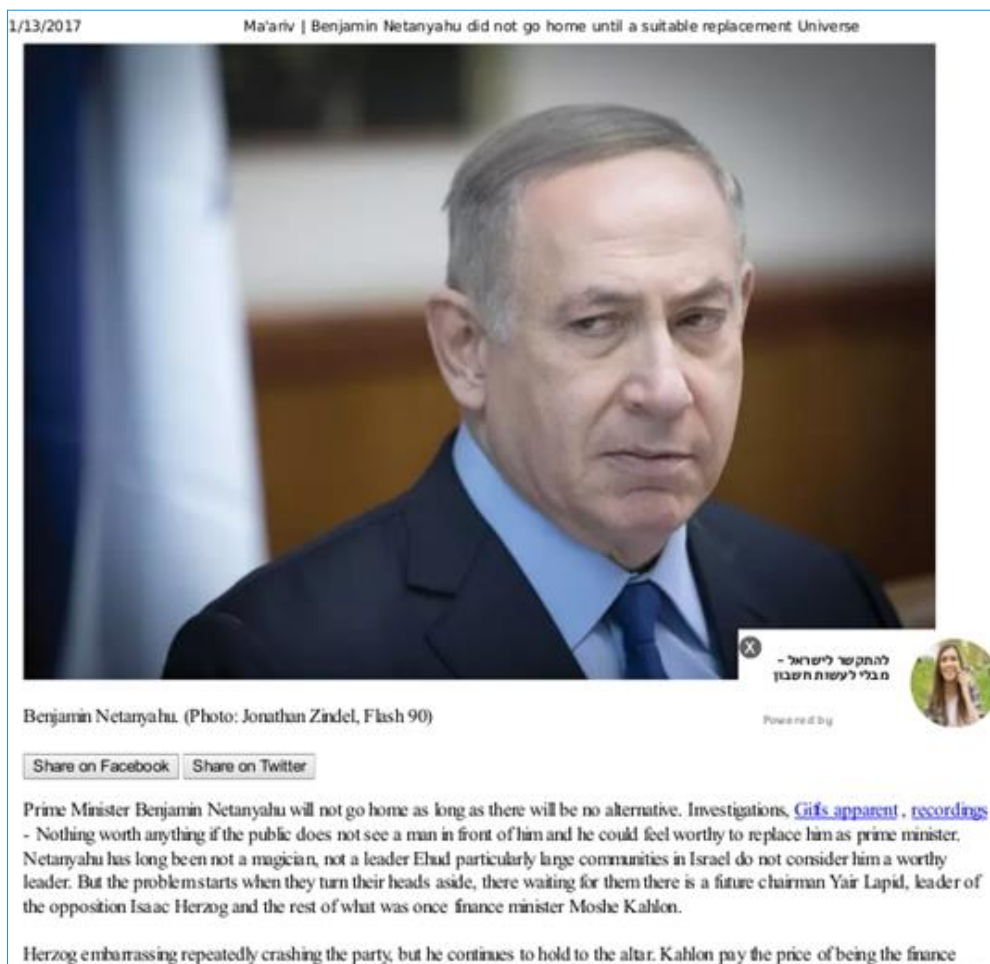 1/13/2017 Ma'ariv | Benjamin Netanyahu did not go home until a suitable replacement Universe
להתקשר לישראל -
מבלי לעשות חשבון
Benjamin Netanyahu. (Photo: Jonathan Zindel, Flash 90)
Powered by
Share on Facebook Share on Twitter
Prime Minister Benjamin Netanyahu will not go home as long as there will be no alternative. Investigations, Gifts apparent , recordings
- Nothing worth anything if the public does not see a man in front of him and he could feel worthy to replace him as prime minister.
Netanyahu has long been not a magician, not a leader Ehud particularly large communities in Israel do not consider him a worthy
leader. But the problem starts when they turn their heads aside, there waiting for them there is a future chairman Yair Lapid, leader of
the opposition Isaac Herzog and the rest of what was once finance minister Moshe Kahlon.
Herzog embarrassing repeatedly crashing the party, but he continues to hold to the altar. Kahlon pay the price of being the finance